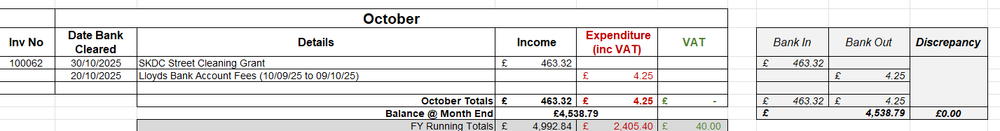 October
Inv No Date Bank Cleared Details Income Expenditure (inc VAT) VAT Bank In Bank Out Discrepancy
100062 30/10/2025 SKDC Street Cleaning Grant £ 463.32 £ 463.32
20/10/2025 Lloyds Bank Account Fees (10/09/25 to 09/10/25) £ 4.25 £ 4.25
October Totals £ 463.32 £ 4.25 £ - £ 463.32 £ 4.25
Balance @ Month End £4,538.79 £ 4,538.79 £0.00
FY Running Totals £ 4,992.84 £ 2,405.40 £ 40.00